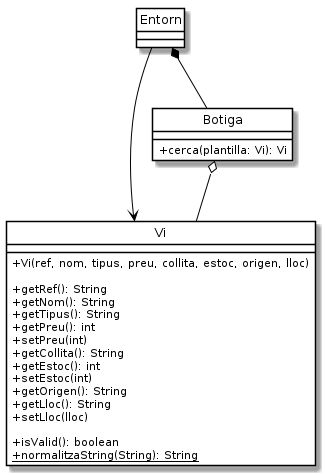 Entorn
Botiga
+cerca(plantilla: Vi): Vi
Vi
+Vi(ref, nom, tipus, preu, collita, estoc, origen, lloc)
+getRef(): String
+getNom(): String
+getTipus(): String
+getPreu(): int
+setPreu(int)
+getCollita(): String
+getEstoc(): int
+setEstoc(int)
+getOrigen(): String
+getLloc(): String
+setLloc(lloc)
+isValid(): boolean
+normalitzaString(String): String